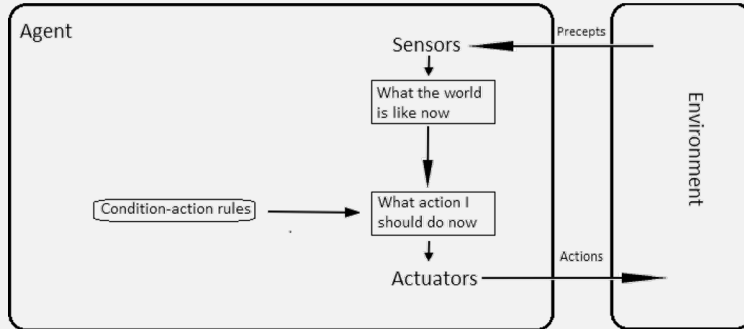 Agent
Precepts
Sensors
What the world
is like now
Environment
Condition-action rules
What action I
should do now
Actions
Actuators